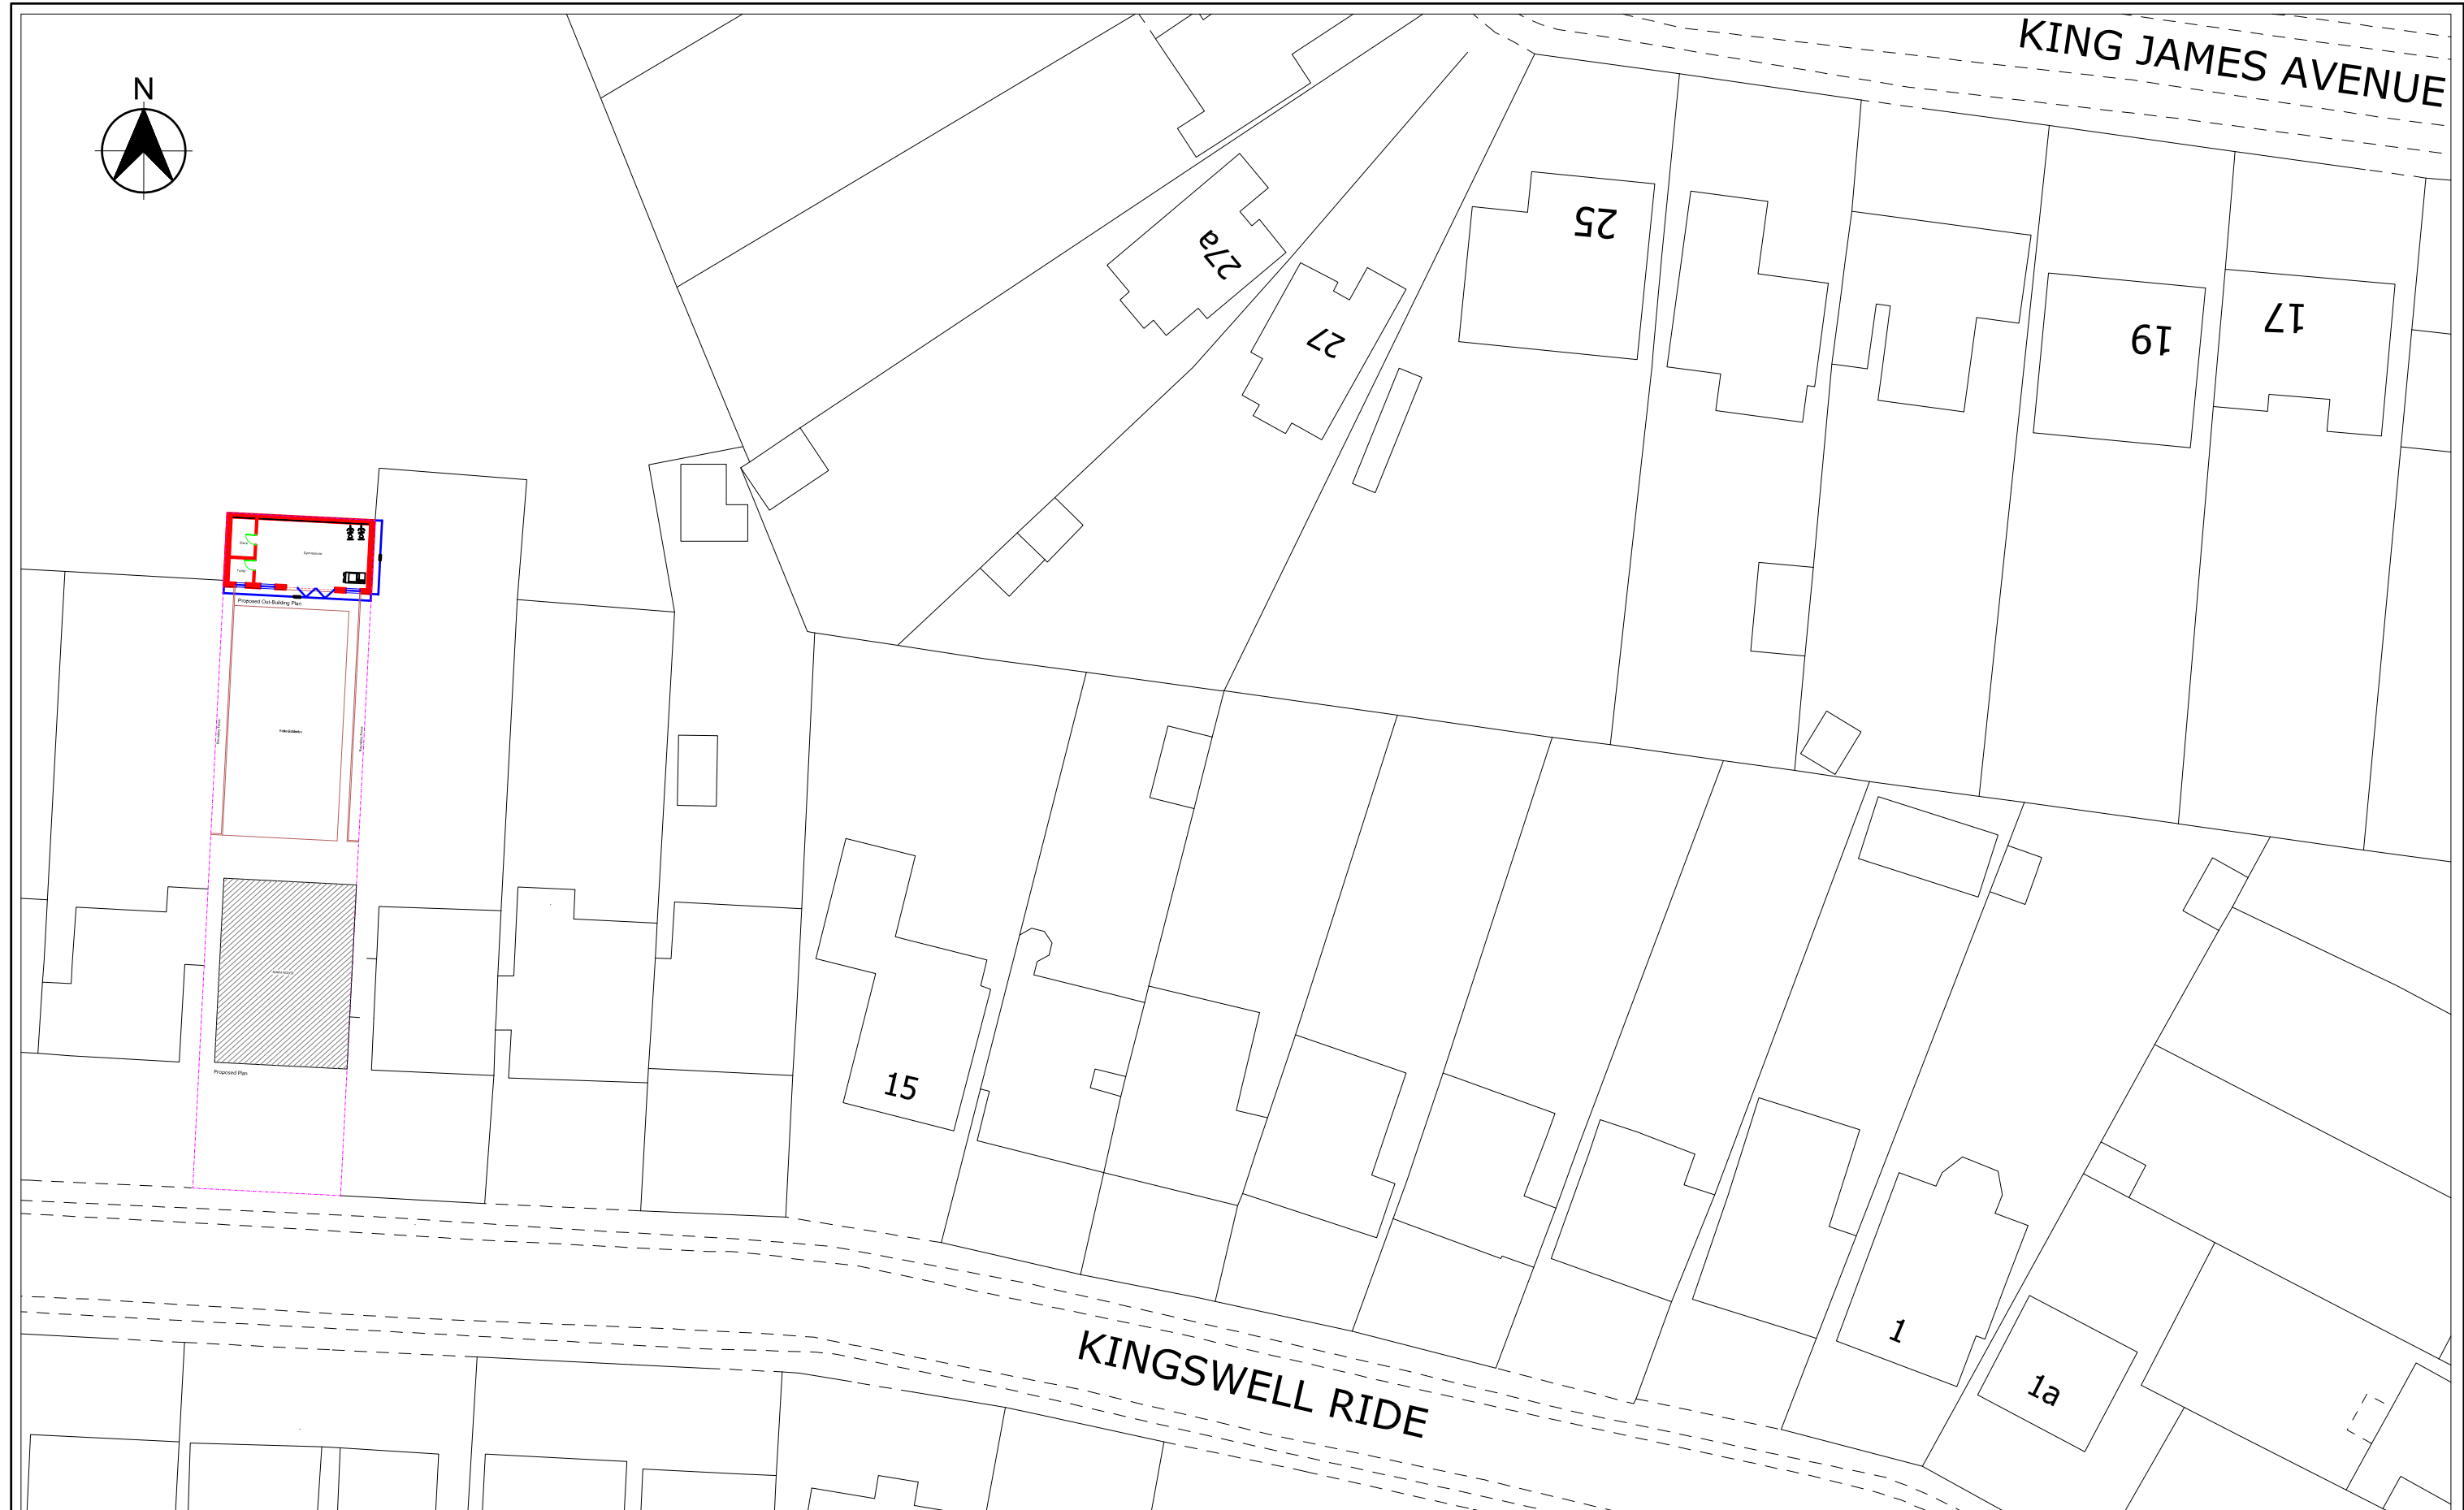 KING JAMES AVENUE
N
25
27a
27
19
17
Gymnasium
Proposed Out-Building Plan
15
Proposed Plan
1
KINGSWELL RIDE
1a